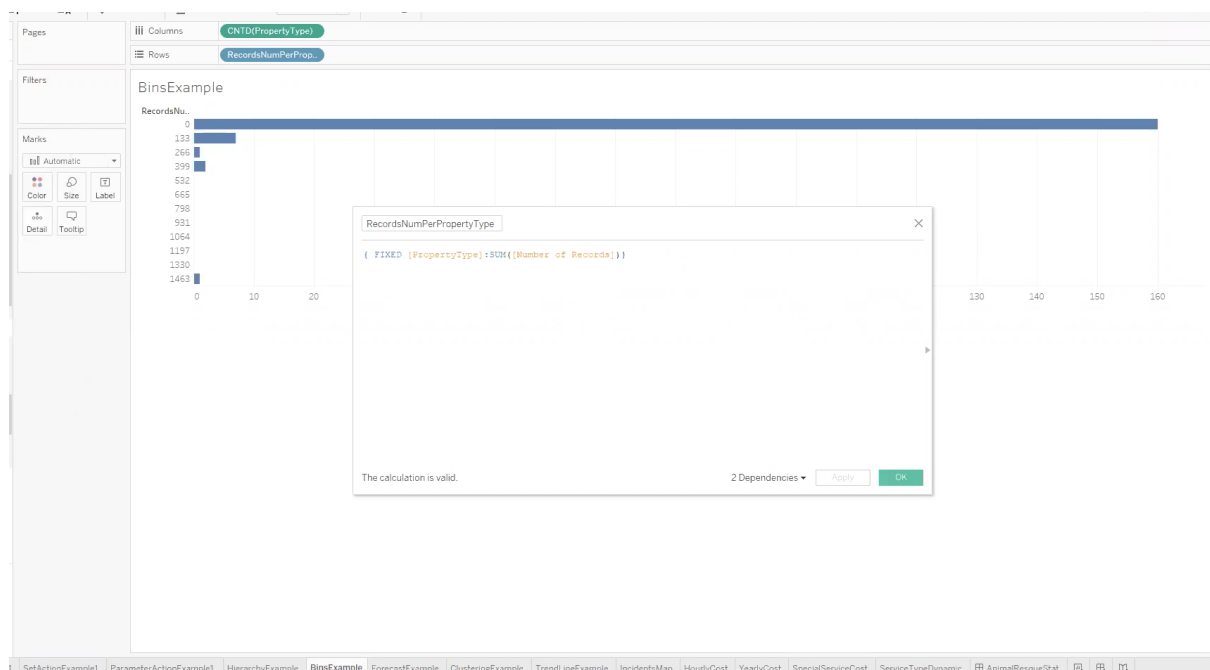 Pages
iii Columns CNTD(PropertyType)
Rows RecordsNumPerProp..
Filters
BinsExample
RecordsNu..
0
133
266
399
532
665
798
931
1064
1197
1330
1463
0 10 20 130 140 150 160
Marks
Automatic
Color Size Label
Detail Tooltip
RecordsNumPerPropertyType
{ FIXED [PropertyType]:SUM([Number of Records])}
The calculation is valid. 2 Dependencies Apply OK
SetActionExample1 ParameterActionExample1 HierarchyExample BinsExample ForecastExample ClusteringExample TrendLineExample IncidentsMap HourlyCost YearlyCost SpecialServiceCost ServiceTypeDynamic AnimalResqueStat